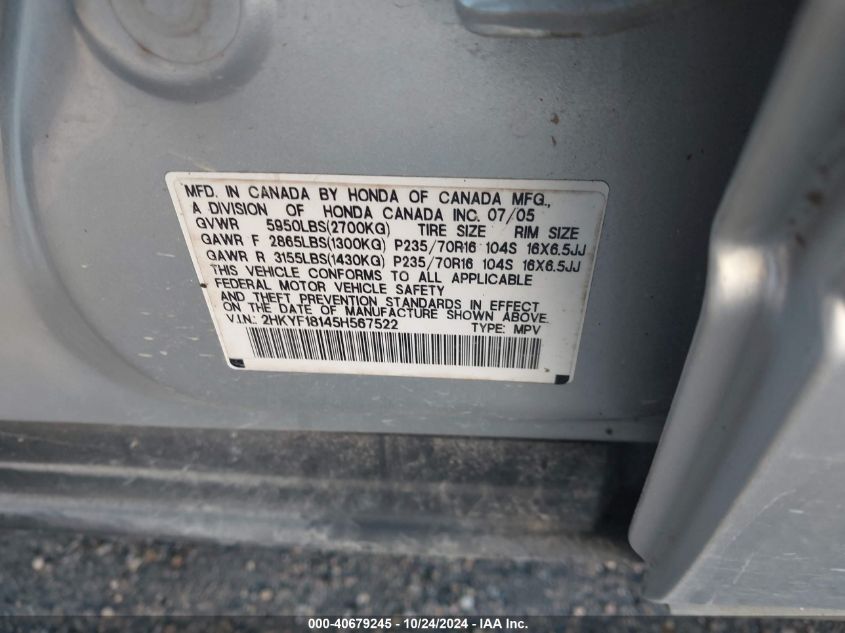 MFD. IN CANADA BY HONDA OF CANADA MFG.,
A DIVISION OF HONDA CANADA INC. 07/05
GVWR 5950LBS(2700KG) TIRE SIZE RIM SIZE
GAWR F 2865LBS(1300KG) P235/70R16 104S 16X6.5JJ
GAWR R 3155LBS(1430KG) P235/70R16 104S 16X6.5JJ
THIS VEHICLE CONFORMS TO ALL APPLICABLE
FEDERAL MOTOR VEHICLE SAFETY
AND THEFT PREVENTION STANDARDS IN EFFECT
ON THE DATE OF MANUFACTURE SHOWN ABOVE.
V.I.N.: 2HKYF18145H567522 TYPE: MPV
A
000-40679245 - 10/24/2024 - IAA Inc.